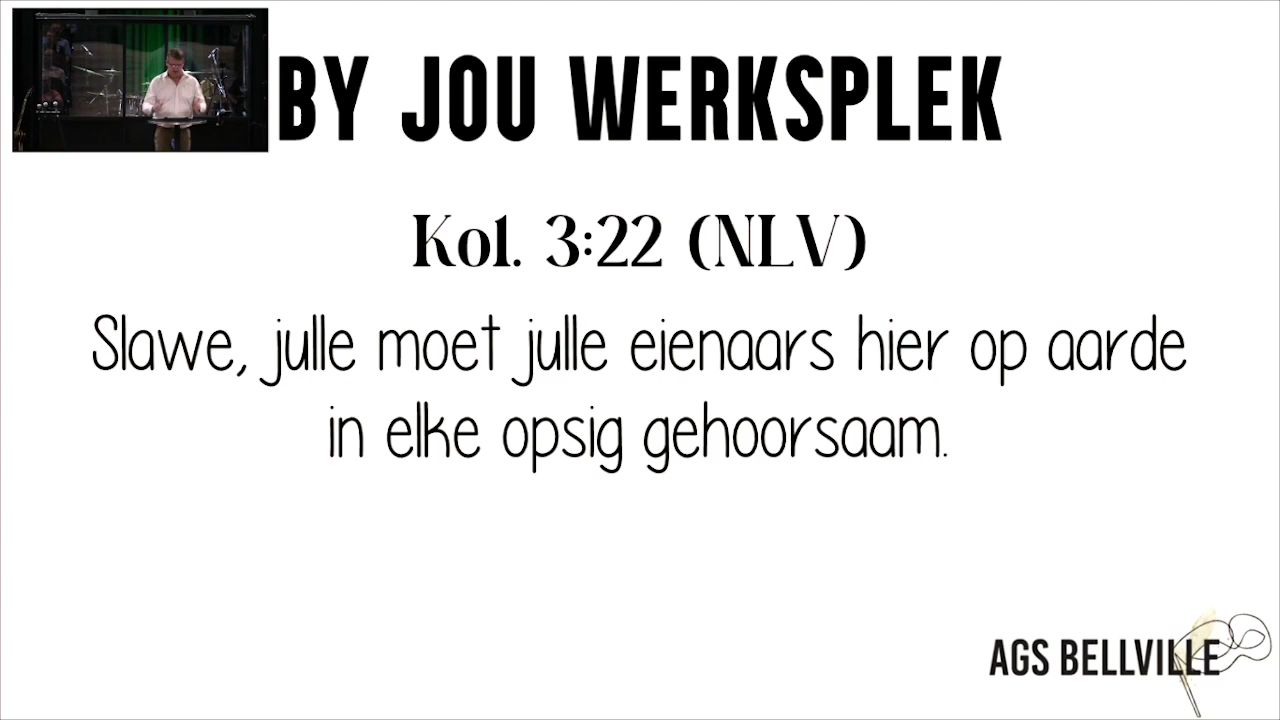 BY JOU WERKSPLEK
Kol. 3:22 (NLV)
Slawe, julle moet julle eienaars hier op aarde
in elke opsig gehoorsaam.
AGS BELLVILLE